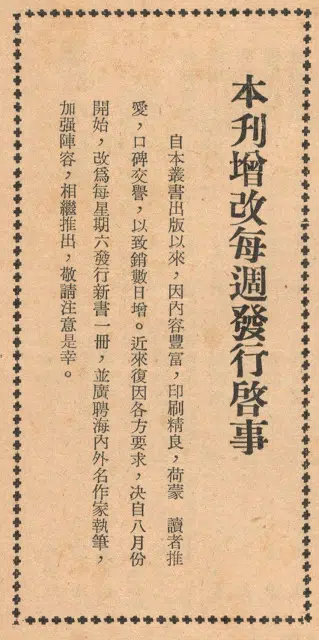 本刊增改每週發行啓事
自本叢書出版以來，因內容豐富，印刷精良，荷蒙　讀者推
愛，口碑交譽，以致銷數日增。近來復因各方要求，決自八月份
開始，改爲每星期六發行新書一冊，並廣聘海內外名作家執筆，
加强陣容，相繼推出，敬請注意是幸。